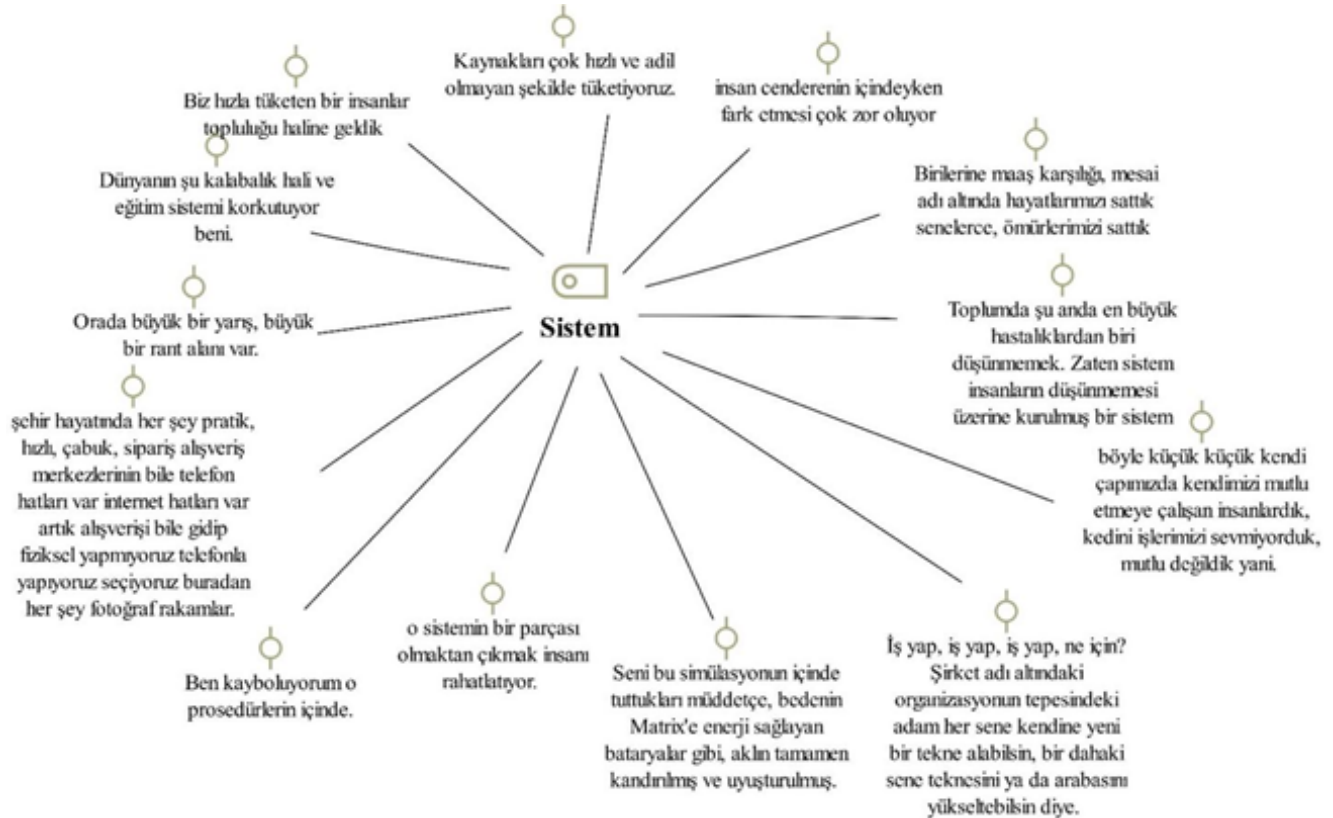 Kaynakları çok hızlı ve adil
olmayan şekilde tüketiyoruz.
Biz hızla tüketen bir insanlar
topluluğu haline geldik
insan cenderenin içindeyken
fark etmesi çok zor oluyor
Dünyanın şu kalabalık hali ve
eğitim sistemi korkutuyor
beni.
Birilerine maaş karşılığı, mesai
adı altında hayatlarımızı sattık
senelerce, ömürlerimizi sattık
Orada büyük bir yarış, büyük
bir rant alanı var.
Sistem
Toplumda şu anda en büyük
hastalıklardan biri
düşünmemek. Zaten sistem
insanların düşünmemesi
üzerine kurulmuş bir sistem
şehir hayatında her şey pratik,
hızlı, çabuk, sipariş alışveriş
merkezlerinin bile telefon
hatları var internet hatları var
artık alışverişi bile gidip
fiziksel yapmıyoruz telefonla
yapıyoruz seçiyoruz buradan
her şey fotoğraf rakamlar.
böyle küçük küçük kendi
çapımızda kendimizi mutlu
etmeye çalışan insanlardık,
kedini işlerimizi sevmiyorduk,
mutlu değildik yani.
Ben kayboluyorum o
prosedürlerin içinde.
o sistemin bir parçası
olmaktan çıkmak insanı
rahatlatıyor.
Seni bu simülasyonun içinde
tuttukları müddetçe, bedenin
Matrix'e enerji sağlayan
bataryalar gibi, aklın tamamen
kandırılmış ve uyuşturulmuş.
İş yap, iş yap, iş yap, ne için?
Şirket adı altındaki
organizasyonun tepesindeki
adam her sene kendine yeni
bir tekne alabilsin, bir dahaki
sene teknesini ya da arabasını
yükseltebilsin diye.